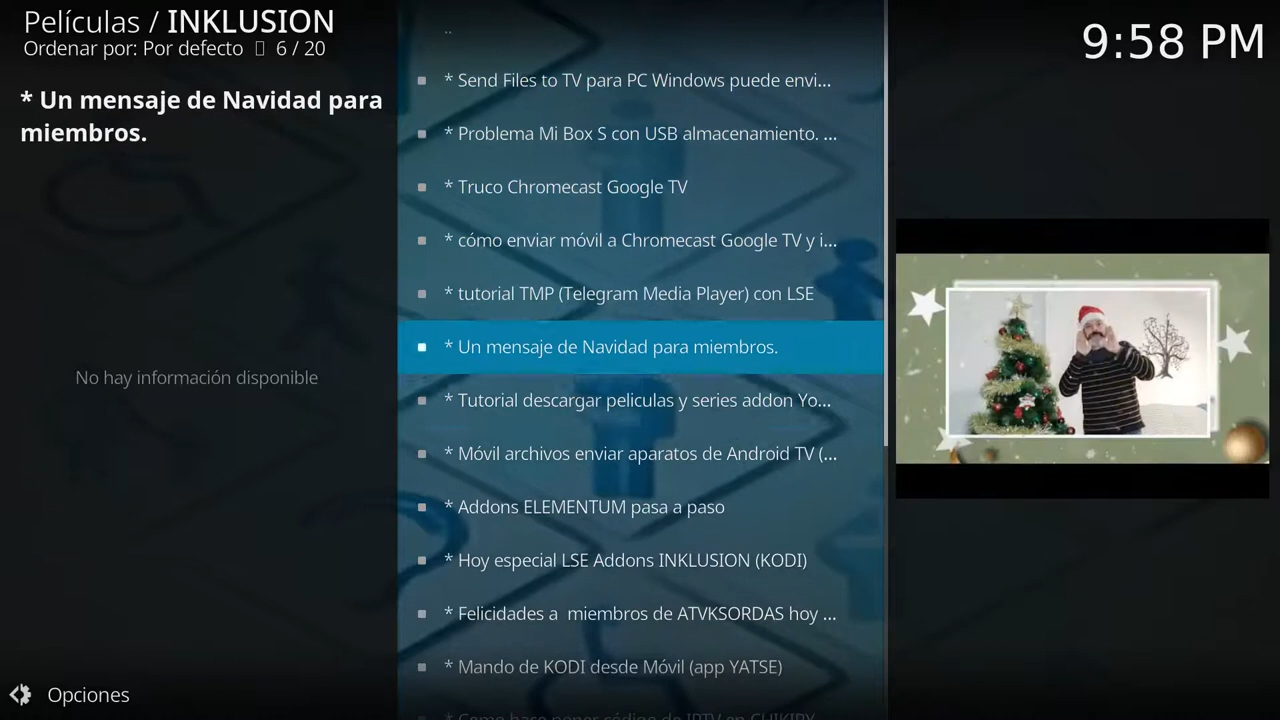 Películas / INKLUSION
Ordenar por: Por defecto 6 / 20
9:58 PM
* Un mensaje de Navidad para
miembros.
No hay información disponible
..
* Send Files to TV para PC Windows puede envi...
* Problema Mi Box S con USB almacenamiento. ...
* Truco Chromecast Google TV
* cómo enviar móvil a Chromecast Google TV y i...
* tutorial TMP (Telegram Media Player) con LSE
* Un mensaje de Navidad para miembros.
* Tutorial descargar peliculas y series addon Yo...
* Móvil archivos enviar aparatos de Android TV (...
* Addons ELEMENTUM pasa a paso
* Hoy especial LSE Addons INKLUSION (KODI)
* Felicidades a  miembros de ATVKSORDAS hoy ...
* Mando de KODI desde Móvil (app YATSE)
Opciones